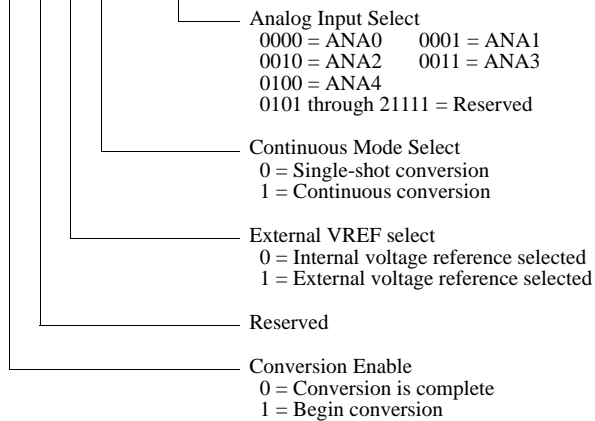 Analog Input Select
0000 = ANA0 0001 = ANA1
0010 = ANA2 0011 = ANA3
0100 = ANA4
0101 through 21111 = Reserved
Continuous Mode Select
0 = Single-shot conversion
1 = Continuous conversion
External VREF select
0 = Internal voltage reference selected
1 = External voltage reference selected
Reserved
Conversion Enable
0 = Conversion is complete
1 = Begin conversion